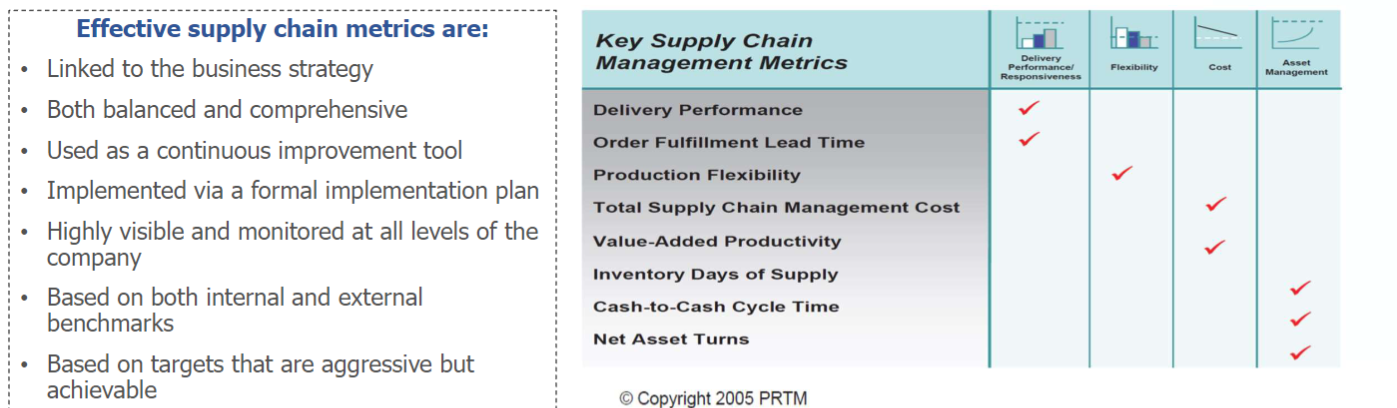 Effective supply chain metrics are:
• Linked to the business strategy
• Both balanced and comprehensive
• Used as a continuous improvement tool
• Implemented via a formal implementation plan
• Highly visible and monitored at all levels of the
company
• Based on both internal and external
benchmarks
• Based on targets that are aggressive but
achievable
Key Supply Chain
Management Metrics
Delivery
Performance/
Responsiveness
Flexibility
Cost
Asset
Management
Delivery Performance
Order Fulfillment Lead Time
Production Flexibility
Total Supply Chain Management Cost
Value-Added Productivity
Inventory Days of Supply
Cash-to-Cash Cycle Time
Net Asset Turns
© Copyright 2005 PRTM